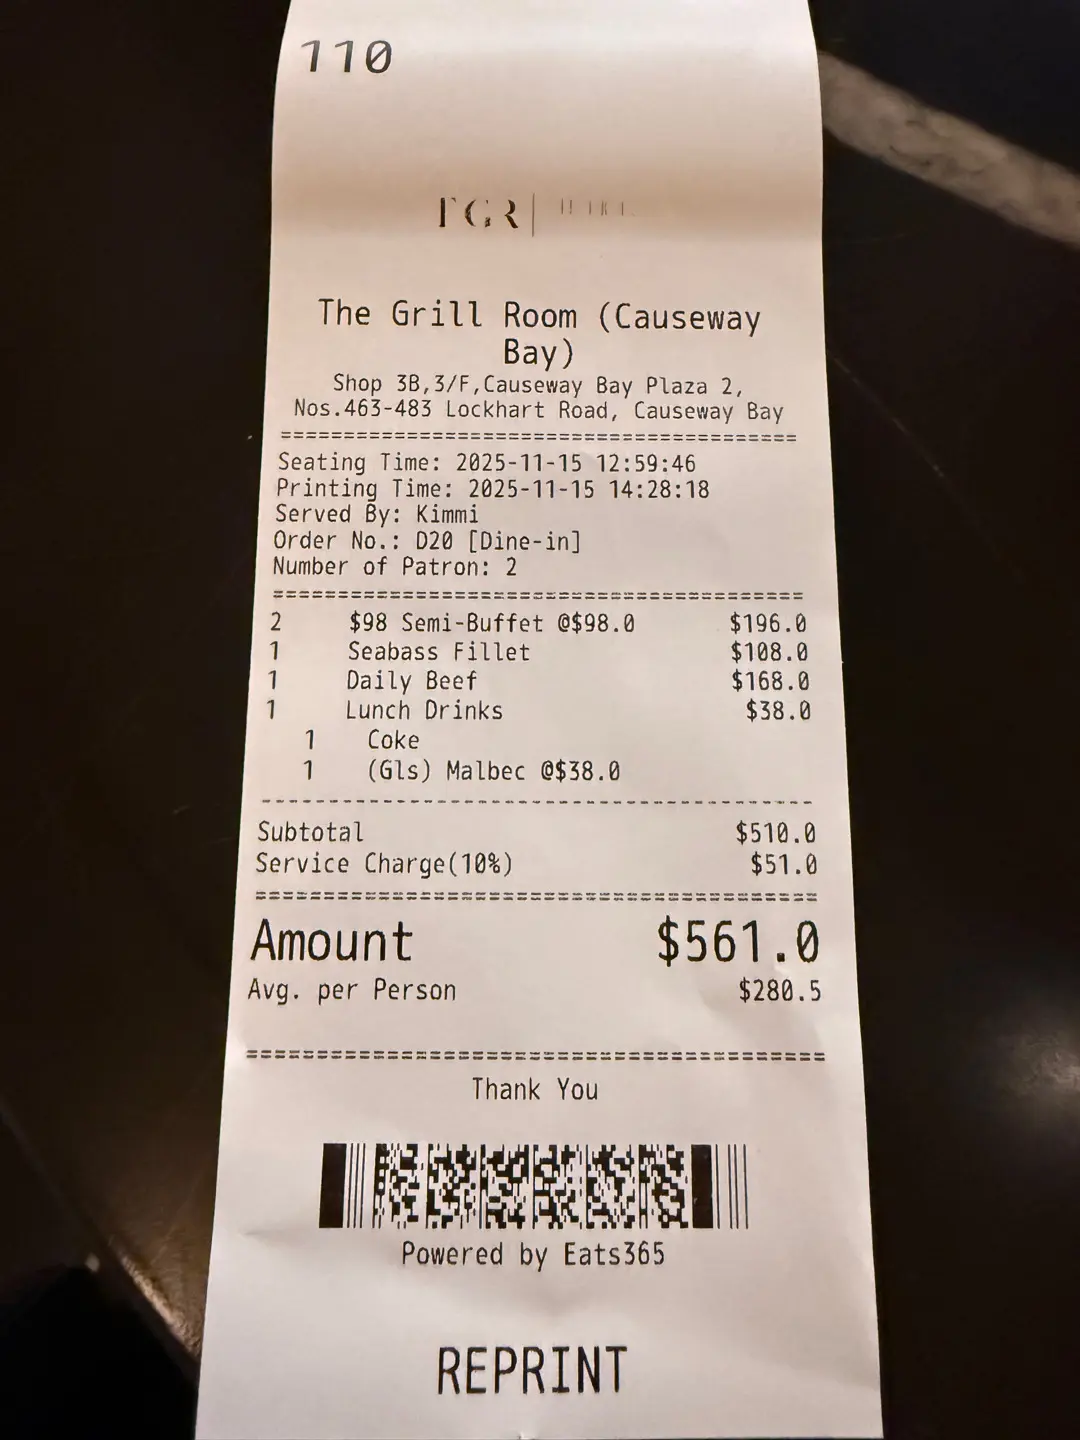 110
The Grill Room (Causeway
Bay)
Shop 3B,3/F,Causeway Bay Plaza 2,
Nos.463-483 Lockhart Road, Causeway Bay
=========================================
Seating Time: 2025-11-15 12:59:46
Printing Time: 2025-11-15 14:28:18
Served By: Kimmi
Order No.: D20 [Dine-in]
Number of Patron: 2
=========================================
2 $98 Semi-Buffet @$98.0 $196.0
1 Seabass Fillet $108.0
1 Daily Beef $168.0
1 Lunch Drinks $38.0
1 Coke
1 (Gls) Malbec @$38.0
-----------------------------------------
Subtotal $510.0
Service Charge(10%) $51.0
=========================================
Amount $561.0
Avg. per Person $280.5
=========================================
Thank You
Powered by Eats365
REPRINT